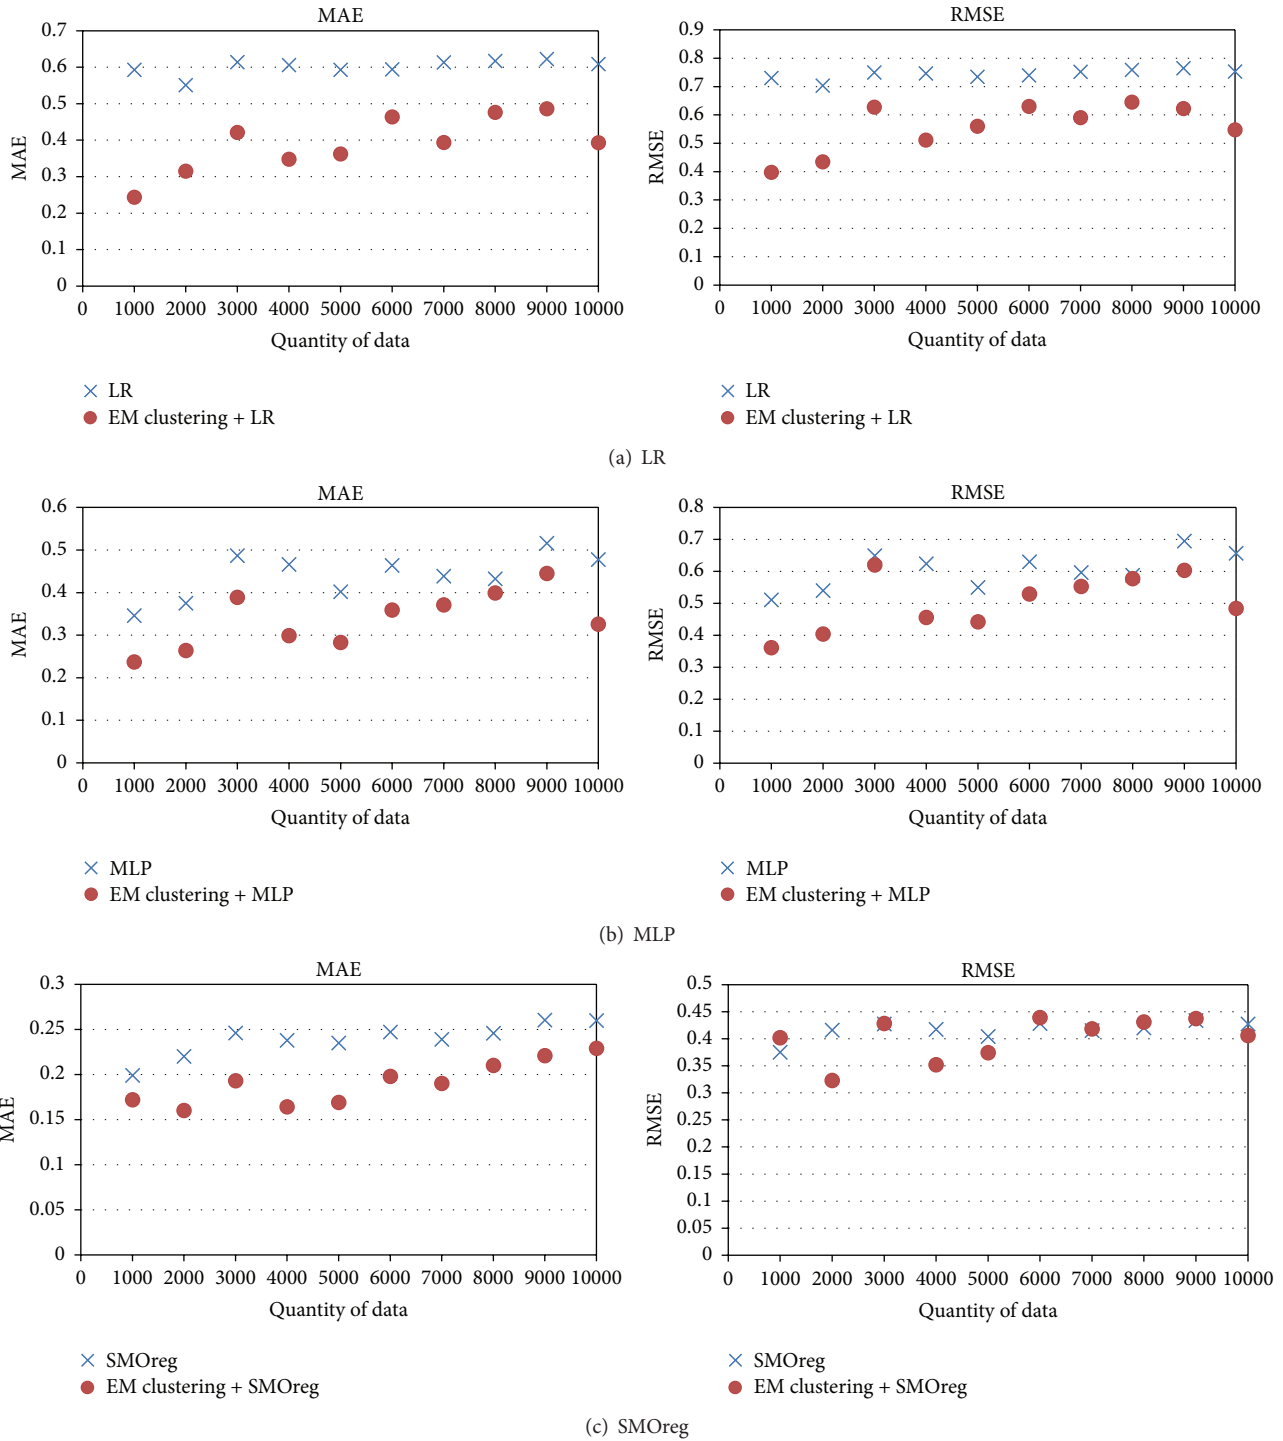 MAE
0.7
0.6
0.5
0.4
0.3
0.2
0.1
0
MAE
0 1000 2000 3000 4000 5000 6000 7000 8000 9000 10000
Quantity of data
LR
EM clustering + LR
RMSE
0.9
0.8
0.7
0.6
0.5
0.4
0.3
0.2
0.1
0
RMSE
0 1000 2000 3000 4000 5000 6000 7000 8000 9000 10000
Quantity of data
LR
EM clustering + LR
(a) LR
MAE
0.6
0.5
0.4
0.3
0.2
0.1
0
MAE
0 1000 2000 3000 4000 5000 6000 7000 8000 9000 10000
Quantity of data
MLP
EM clustering + MLP
RMSE
0.8
0.7
0.6
0.5
0.4
0.3
0.2
0.1
0
RMSE
0 1000 2000 3000 4000 5000 6000 7000 8000 9000 10000
Quantity of data
MLP
EM clustering + MLP
(b) MLP
MAE
0.3
0.25
0.2
0.15
0.1
0.05
0
MAE
0 1000 2000 3000 4000 5000 6000 7000 8000 9000 10000
Quantity of data
SMOreg
EM clustering + SMOreg
RMSE
0.5
0.45
0.4
0.35
0.3
0.25
0.2
0.15
0.1
0.05
0
RMSE
0 1000 2000 3000 4000 5000 6000 7000 8000 9000 10000
Quantity of data
SMOreg
EM clustering + SMOreg
(c) SMOreg